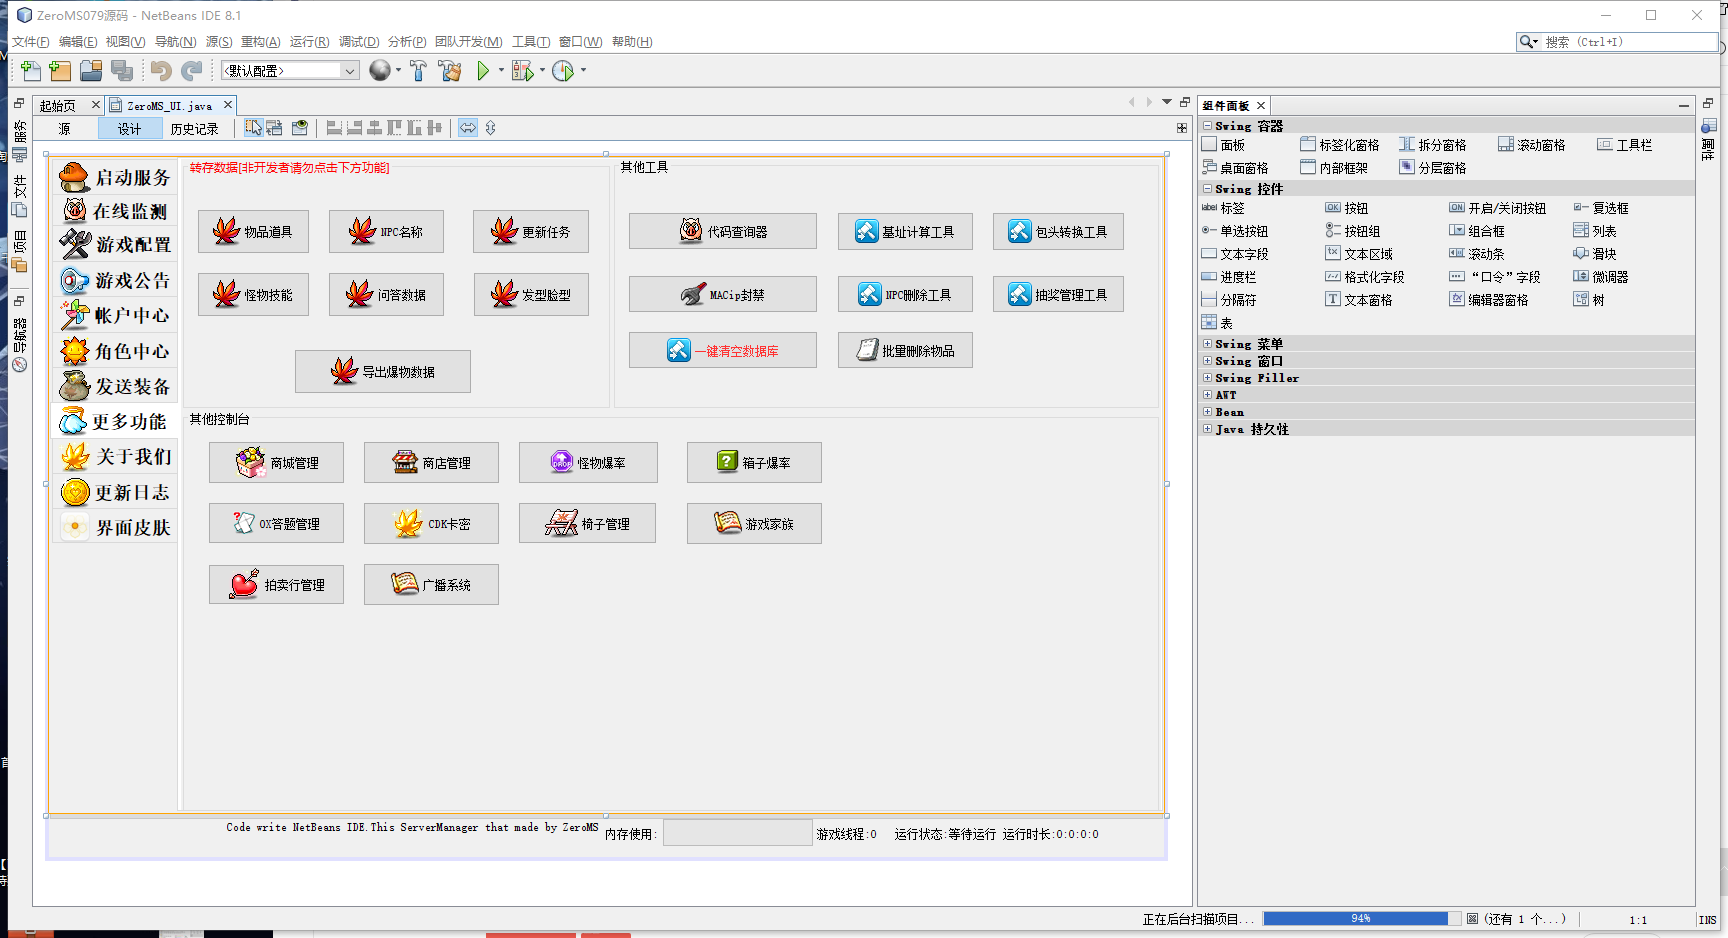 ZeroMS079源码 - NetBeans IDE 8.1
文件(F) 编辑(E) 视图(V) 导航(N) 源(S) 重构(A) 运行(R) 调试(D) 分析(P) 团队开发(M) 工具(T) 窗口(W) 帮助(H)
搜索 (Ctrl+I)
<默认配置>
起始页
ZeroMS_UI.java
组件面板
源 设计 历史记录
服务
文件
项目
导航器
属性
启动服务
在线监测
游戏配置
游戏公告
帐户中心
角色中心
发送装备
更多功能
关于我们
更新日志
界面皮肤
转存数据[非开发者请勿点击下方功能]
物品道具 NPC名称 更新任务
怪物技能 问答数据 发型脸型
导出爆物数据
其他工具
代码查询器 基址计算工具 包头转换工具
MACip封禁 NPC删除工具 抽奖管理工具
一键清空数据库 批量删除物品
其他控制台
商城管理 商店管理 怪物爆率 箱子爆率
OX答题管理 CDK卡密 椅子管理 游戏家族
拍卖行管理 广播系统
Code write NetBeans IDE.This ServerManager that made by ZeroMS
内存使用:
游戏线程:0 运行状态:等待运行 运行时长:0:0:0:0
Swing 容器
面板 标签化窗格 拆分窗格 滚动窗格 工具栏
桌面窗格 内部框架 分层窗格
Swing 控件
label 标签 OK 按钮 ON 开启/关闭按钮 复选框
单选按钮 按钮组 组合框 列表
文本字段 文本区域 滚动条 滑块
进度栏 格式化字段 “口令”字段 微调器
分隔符 文本窗格 编辑器窗格 树
表
Swing 菜单
Swing 窗口
Swing Filler
AWT
Bean
Java 持久性
正在后台扫描项目... 94% (还有 1 个...) 1:1 INS